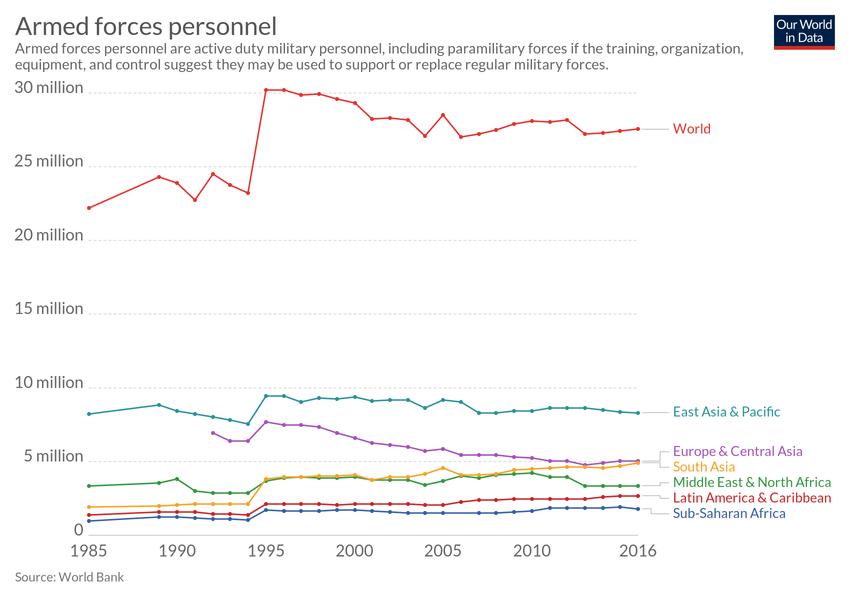 Armed forces personnel
Our World
in Data
Armed forces personnel are active duty military personnel, including paramilitary forces if the training, organization,
equipment, and control suggest they may be used to support or replace regular military forces.
30 million
World
25 million
20 million
15 million
10 million
East Asia & Pacific
5 million
Europe & Central Asia
South Asia
Middle East & North Africa
Latin America & Caribbean
Sub-Saharan Africa
0
1985 1990 1995 2000 2005 2010 2016
Source: World Bank